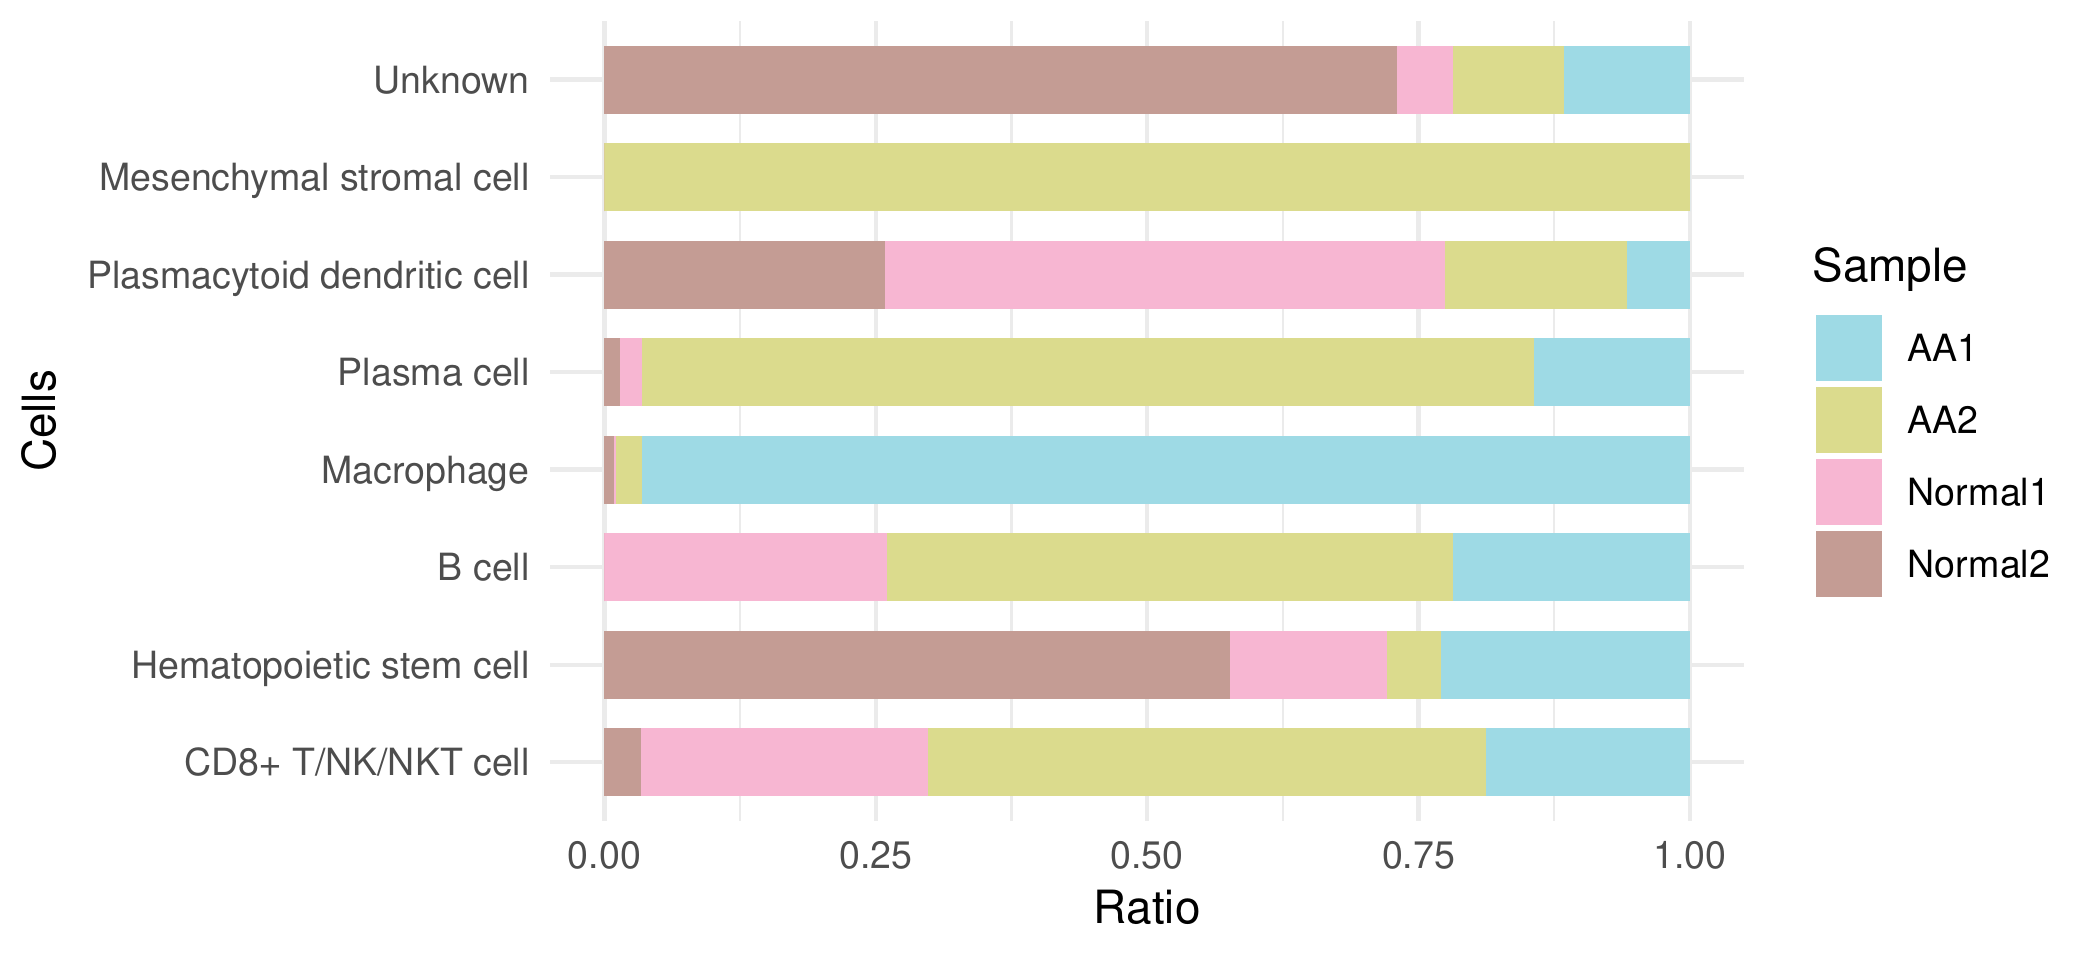 Cells
Unknown
Mesenchymal stromal cell
Plasmacytoid dendritic cell
Plasma cell
Macrophage
B cell
Hematopoietic stem cell
CD8+ T/NK/NKT cell
0.00 0.25 0.50 0.75 1.00
Ratio
Sample
AA1
AA2
Normal1
Normal2